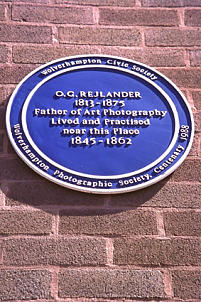 Wolverhampton Civic Society
O.G. REJLANDER
1813-1875
Father of Art Photography
Lived and Practised
near this Place
1845-1862
Wolverhampton Photographic Society, Centenary 1988